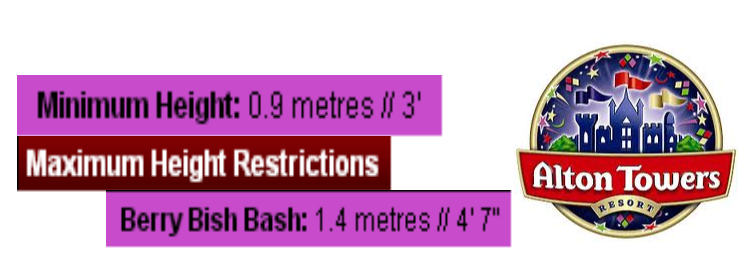 Minimum Height: 0.9 metres // 3'
Maximum Height Restrictions
Berry Bish Bash: 1.4 metres // 4' 7"
Alton Towers
RESORT